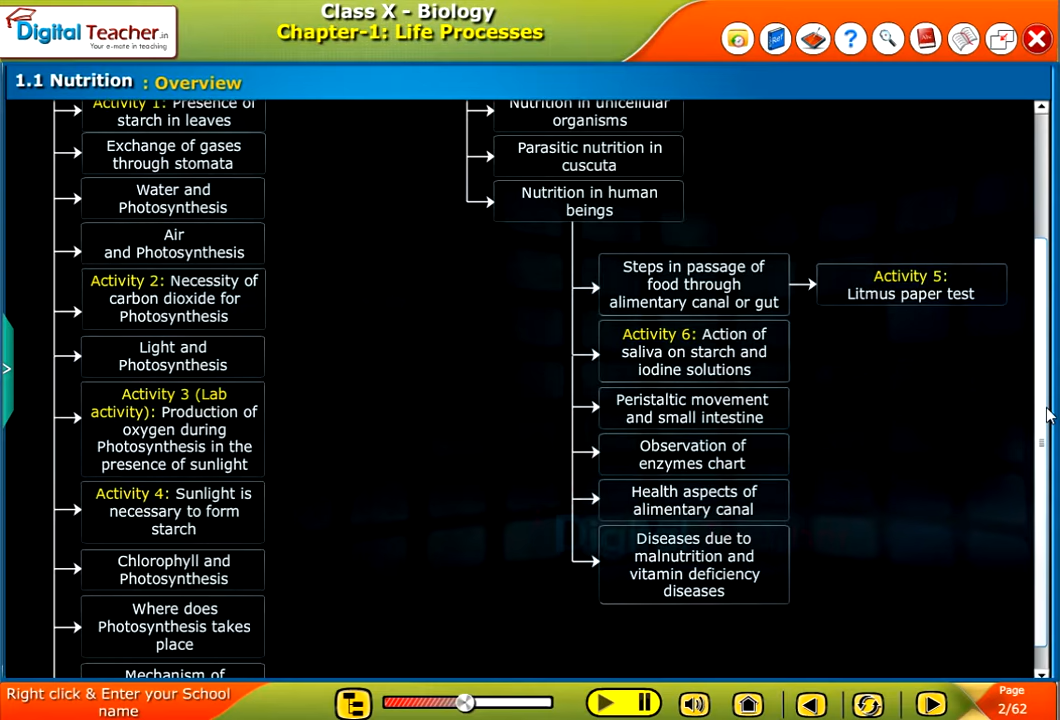 Digital Teacher.in
Your e-mate in teaching
Class X - Biology
Chapter-1: Life Processes
Ref
Abc
?
1.1 Nutrition : Overview
Activity 1: Presence of
starch in leaves
Exchange of gases
through stomata
Water and
Photosynthesis
Air
and Photosynthesis
Activity 2: Necessity of
carbon dioxide for
Photosynthesis
Light and
Photosynthesis
Activity 3 (Lab
activity): Production of
oxygen during
Photosynthesis in the
presence of sunlight
Activity 4: Sunlight is
necessary to form
starch
Chlorophyll and
Photosynthesis
Where does
Photosynthesis takes
place
Mechanism of
Nutrition in unicellular
organisms
Parasitic nutrition in
cuscuta
Nutrition in human
beings
Steps in passage of
food through
alimentary canal or gut
Activity 5:
Litmus paper test
Activity 6: Action of
saliva on starch and
iodine solutions
Peristaltic movement
and small intestine
Observation of
enzymes chart
Health aspects of
alimentary canal
Diseases due to
malnutrition and
vitamin deficiency
diseases
Right click & Enter your School
name
Page
2/62